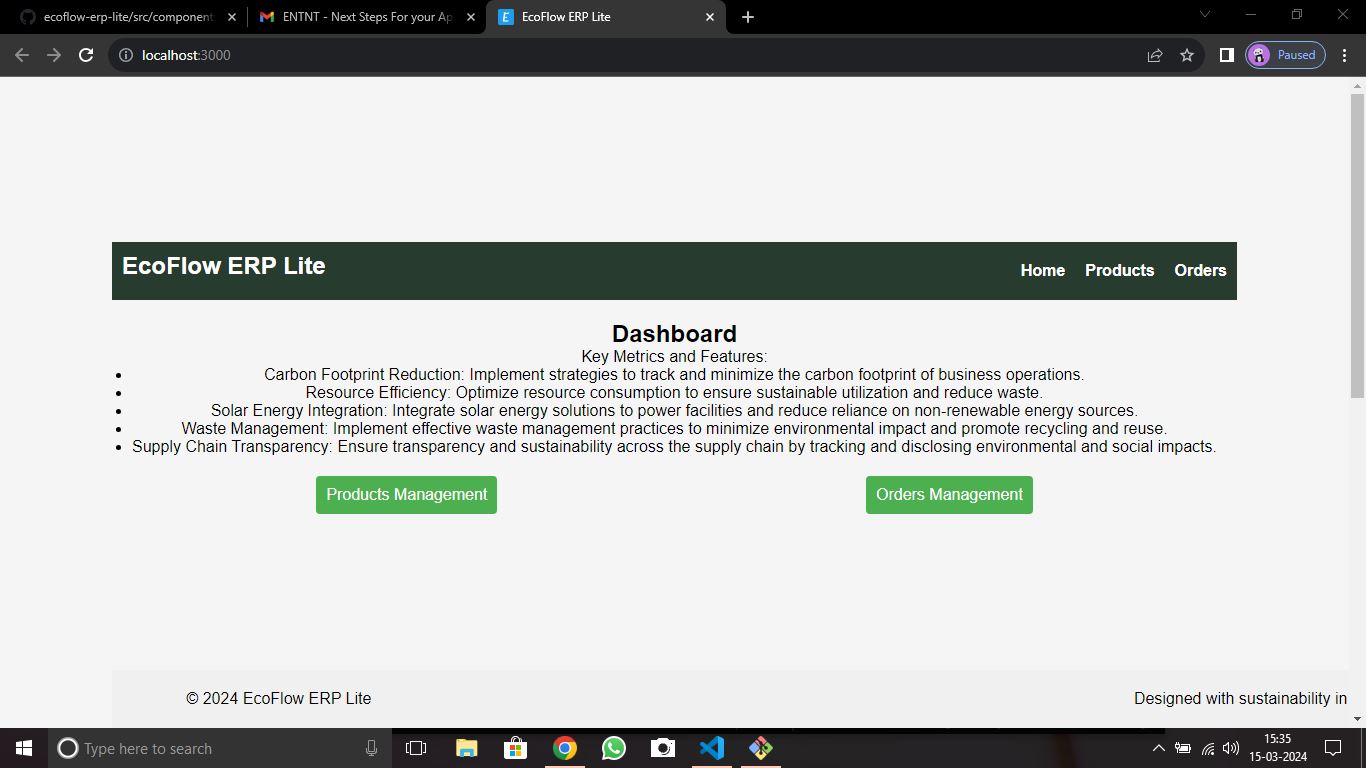 ecoflow-erp-lite/src/component
ENTNT - Next Steps For your Ap
EcoFlow ERP Lite
localhost:3000
Paused
EcoFlow ERP Lite
Home Products Orders
Dashboard
Key Metrics and Features:
• Carbon Footprint Reduction: Implement strategies to track and minimize the carbon footprint of business operations.
• Resource Efficiency: Optimize resource consumption to ensure sustainable utilization and reduce waste.
• Solar Energy Integration: Integrate solar energy solutions to power facilities and reduce reliance on non-renewable energy sources.
• Waste Management: Implement effective waste management practices to minimize environmental impact and promote recycling and reuse.
• Supply Chain Transparency: Ensure transparency and sustainability across the supply chain by tracking and disclosing environmental and social impacts.
Products Management
Orders Management
© 2024 EcoFlow ERP Lite
Designed with sustainability in
Type here to search
15:35
15-03-2024